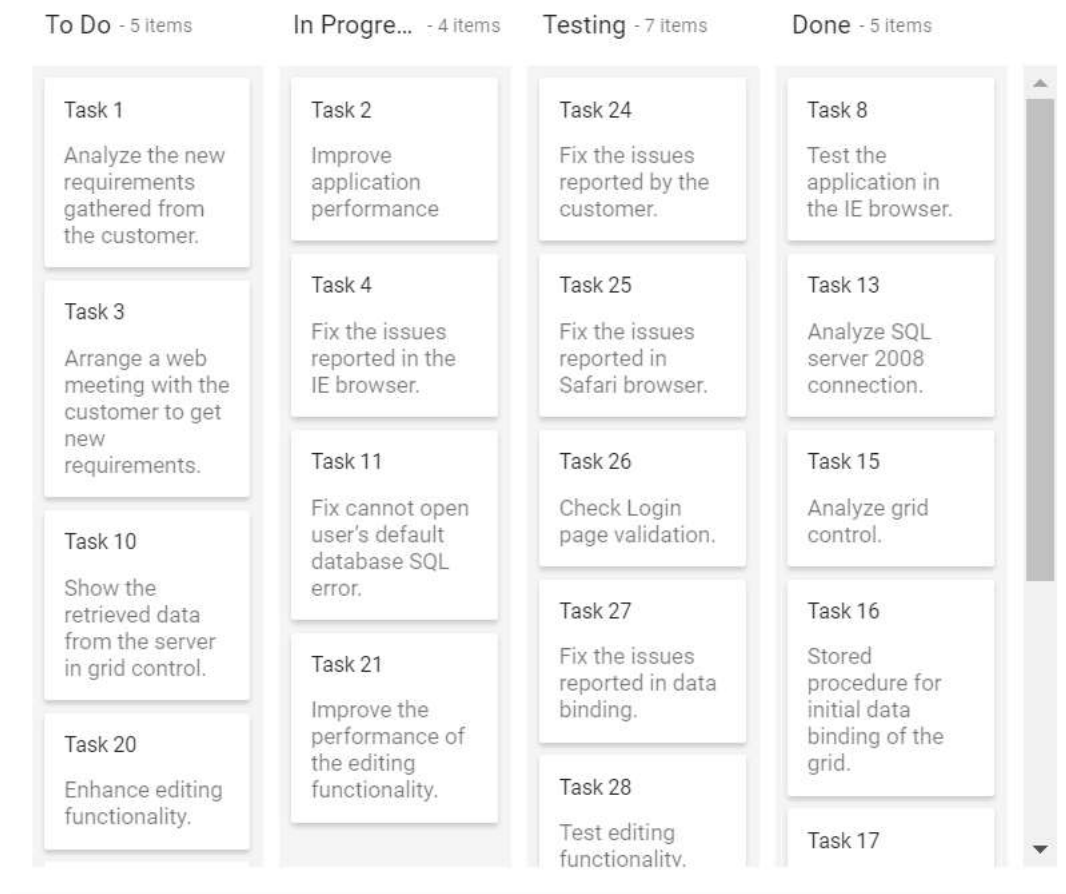 To Do - 5 items
In Progre... - 4 items
Testing - 7 items
Done - 5 items
Task 1
Analyze the new
requirements
gathered from
the customer.
Task 3
Arrange a web
meeting with the
customer to get
new
requirements.
Task 10
Show the
retrieved data
from the server
in grid control.
Task 20
Enhance editing
functionality.
Task 2
Improve
application
performance
Task 4
Fix the issues
reported in the
IE browser.
Task 11
Fix cannot open
user's default
database SQL
error.
Task 21
Improve the
performance of
the editing
functionality.
Task 24
Fix the issues
reported by the
customer.
Task 25
Fix the issues
reported in
Safari browser.
Task 26
Check Login
page validation.
Task 27
Fix the issues
reported in data
binding.
Task 28
Test editing
functionality.
Task 8
Test the
application in
the IE browser.
Task 13
Analyze SQL
server 2008
connection.
Task 15
Analyze grid
control.
Task 16
Stored
procedure for
initial data
binding of the
grid.
Task 17